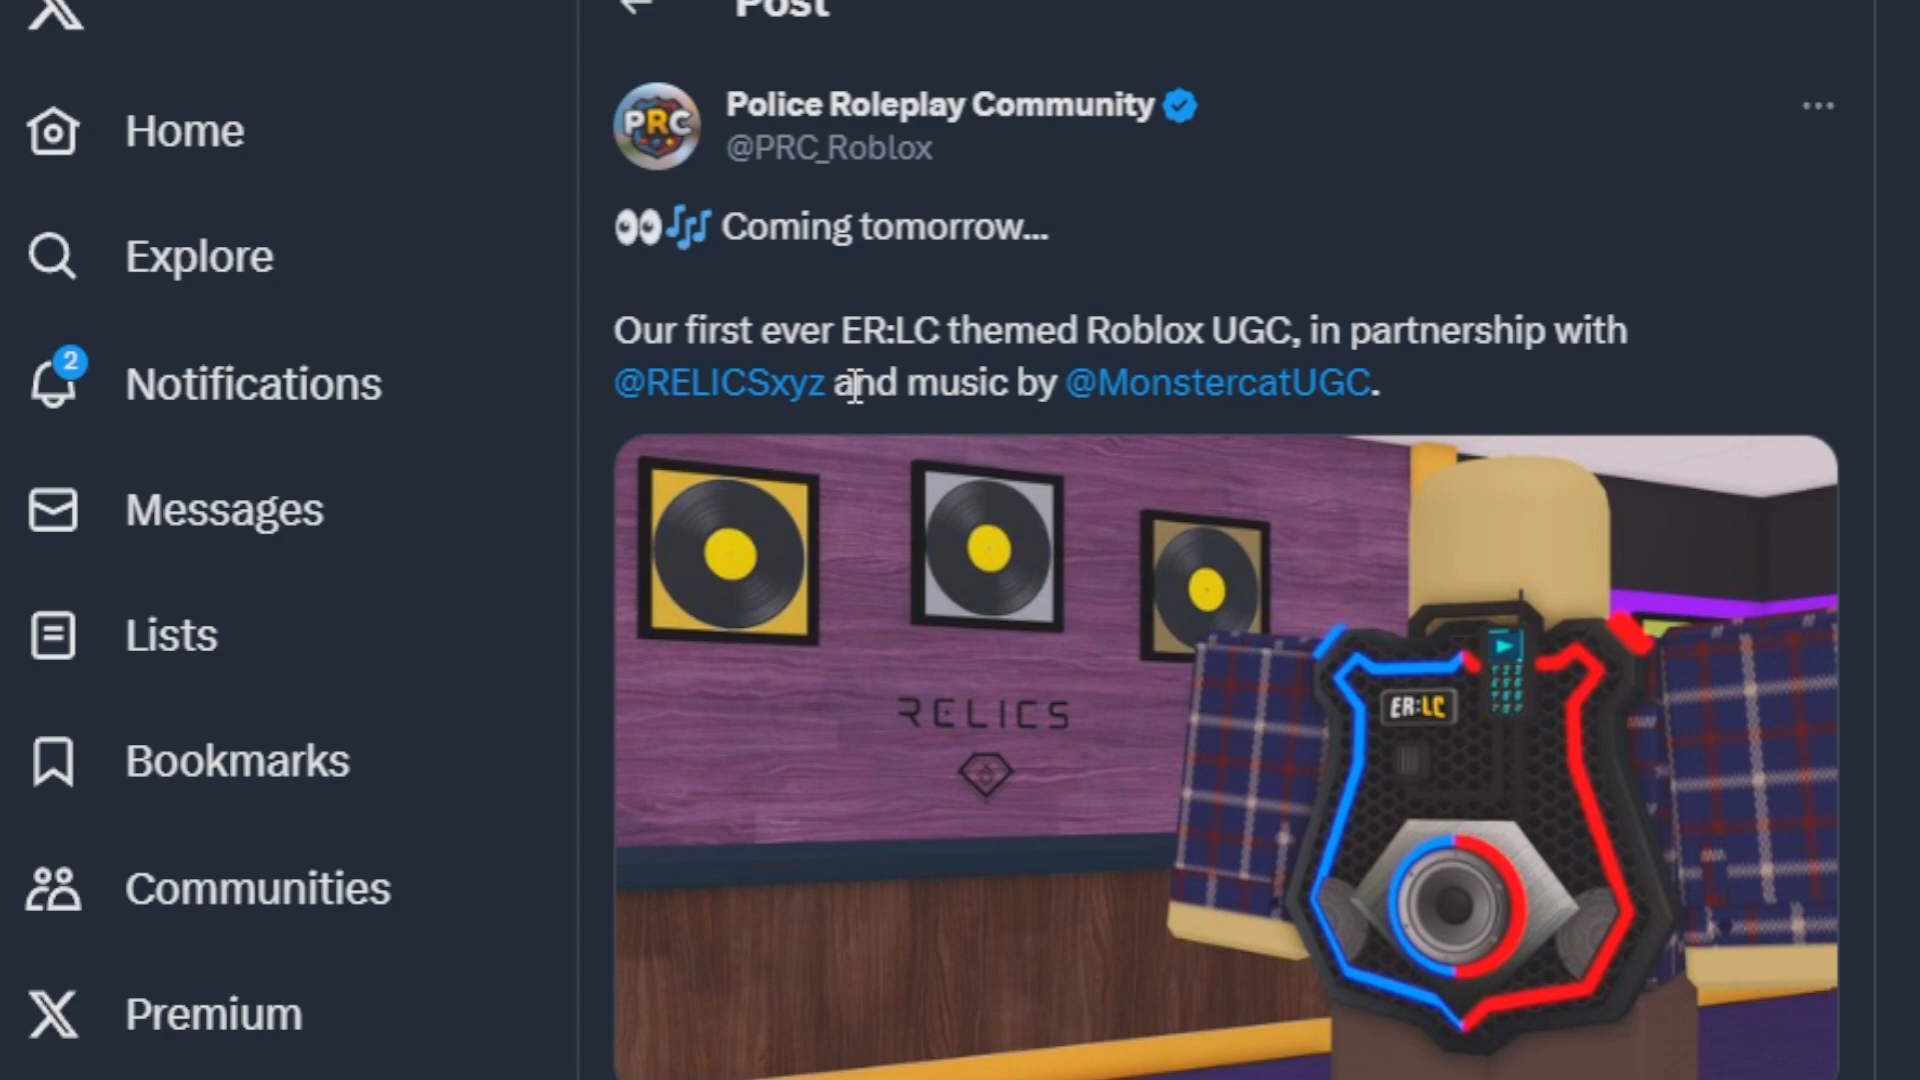 Post
Home
Explore
2
Notifications
Messages
Lists
Bookmarks
Communities
Premium
PRC
Police Roleplay Community
@PRC_Roblox
👀🎶 Coming tomorrow...
Our first ever ER:LC themed Roblox UGC, in partnership with
@RELICSxyz and music by @MonstercatUGC.
RELICS
ER:LC